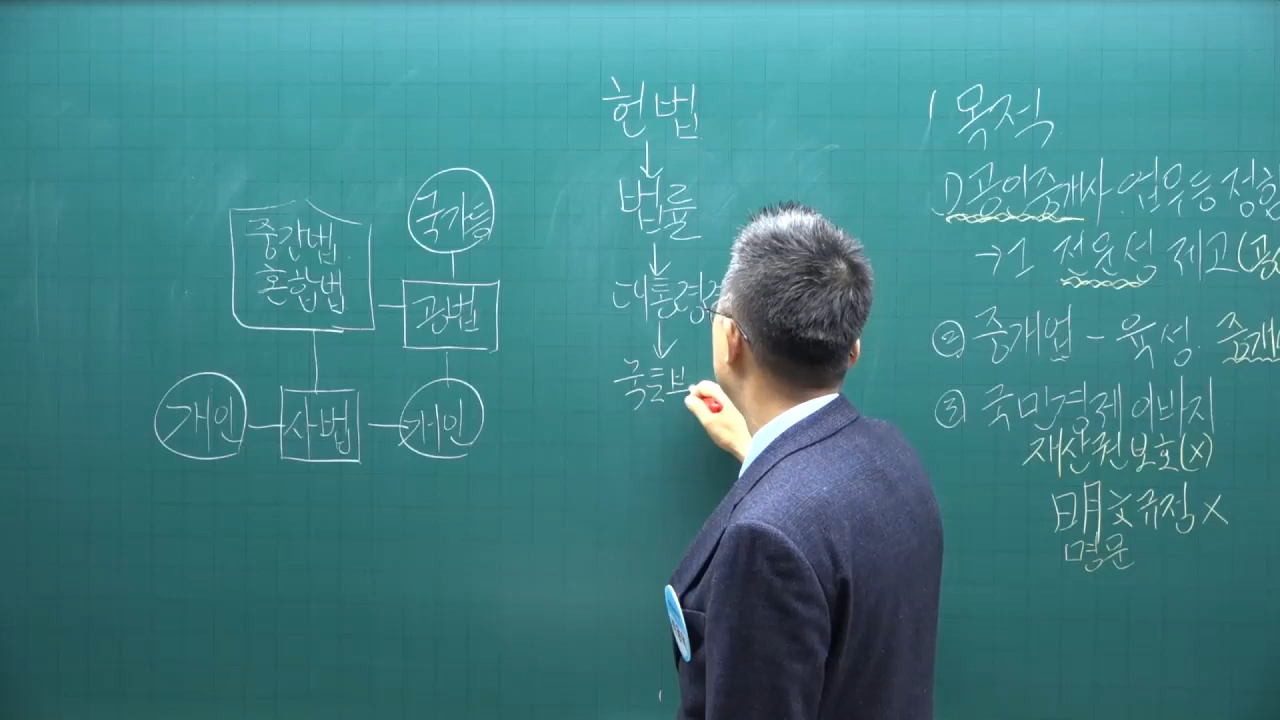 국가등
중간법
혼합법
공법
개인
사법
개인
헌법
↓
법률
↓
대통령
↓
국토부
1 목적
① 공인중개사 업무등 정함
→1 전문성 제고(공
② 중개업 - 육성. 중개
③ 국민경제 이바지
재산권 보호(x)
明文규정 X
명문